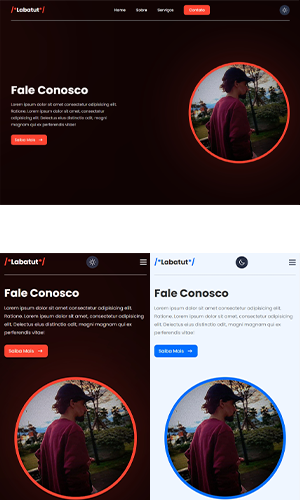 /*Labatut*/
Home Sobre Serviços Contato
Fale Conosco
Lorem ipsum dolor sit amet consectetur adipisicing elit.
Ratione. Lorem ipsum, dolor sit amet consectetur
adipisicing elit. Delectus eius distinctio odit, magni
magnam qui ex perferendis vitae!
Saiba Mais →
/*Labatut*/
Fale Conosco
Lorem ipsum dolor sit amet consectetur adipisicing elit.
Ratione. Lorem ipsum, dolor sit amet consectetur adipisicing
elit. Delectus eius distinctio odit, magni magnam qui ex
perferendis vitae!
Saiba Mais →
/*Labatut*/
Fale Conosco
Lorem ipsum dolor sit amet consectetur adipisicing elit.
Ratione. Lorem ipsum, dolor sit amet consectetur adipisicing
elit. Delectus eius distinctio odit, magni magnam qui ex
perferendis vitae!
Saiba Mais →